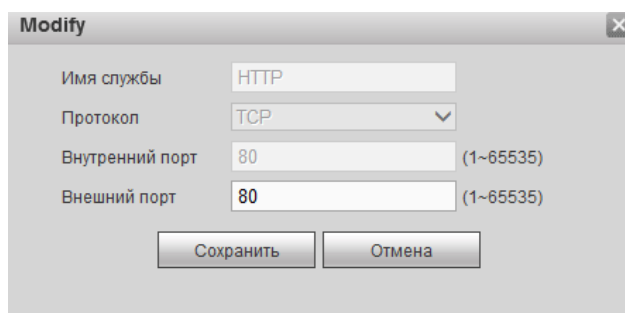 Modify
Имя службы HTTP
Протокол TCP
Внутренний порт 80 (1~65535)
Внешний порт 80 (1~65535)
Сохранить Отмена